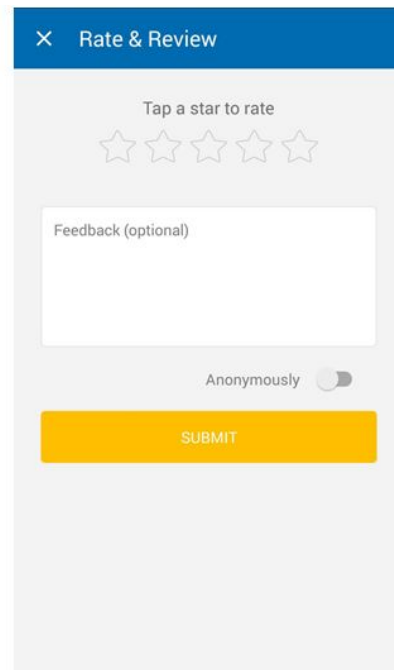 Rate & Review
Tap a star to rate
Feedback (optional)
Anonymously
SUBMIT